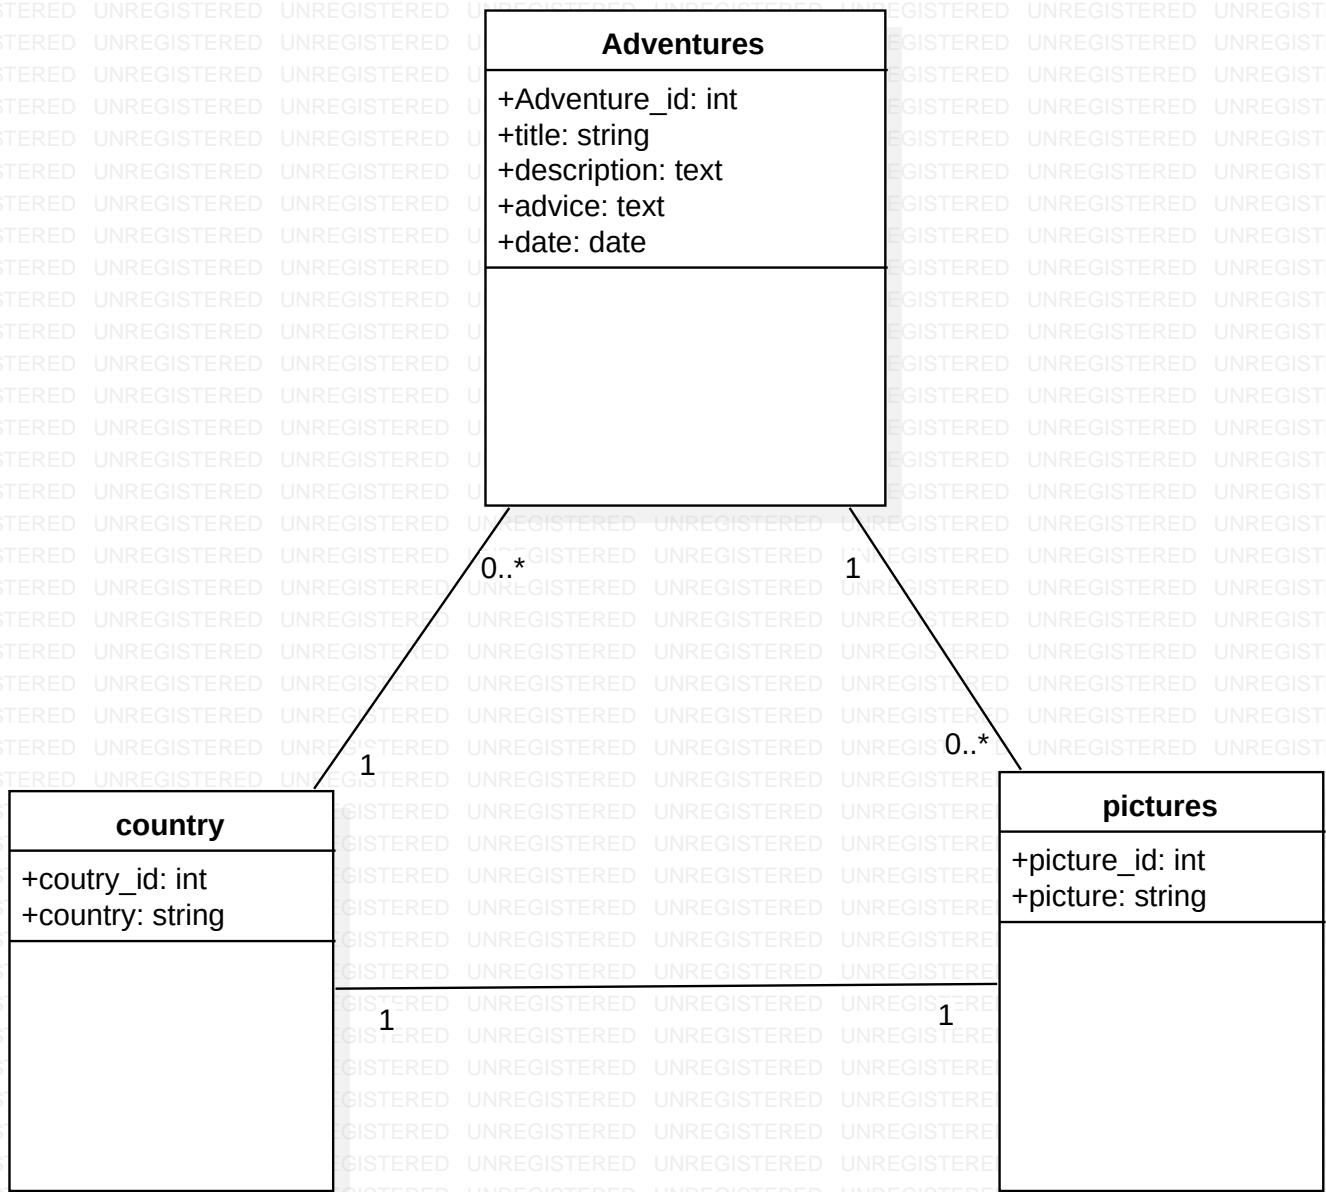 Adventures
+Adventure_id: int
+title: string
+description: text
+advice: text
+date: date
0..*
1
1
0..*
country
+coutry_id: int
+country: string
pictures
+picture_id: int
+picture: string
1
1
UNREGISTERED